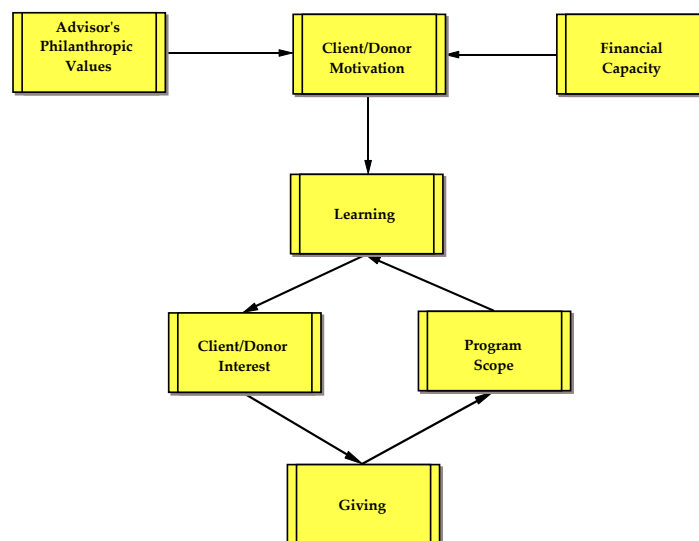 Advisor's
Philanthropic
Values
Client/Donor
Motivation
Financial
Capacity
Learning
Client/Donor
Interest
Program
Scope
Giving